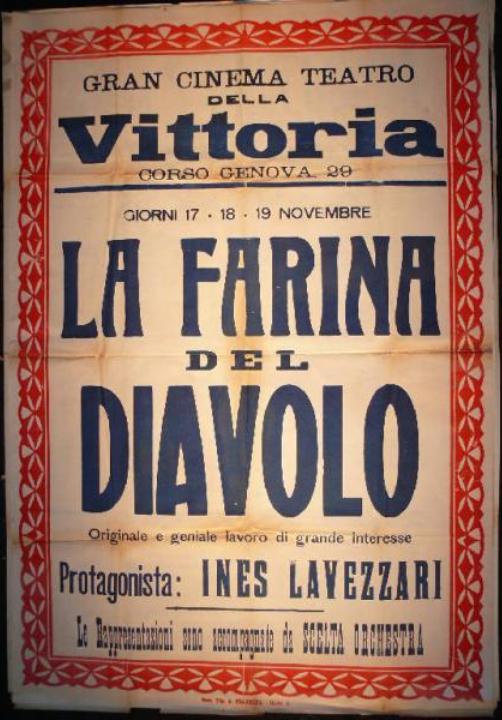 GRAN CINEMA TEATRO
DELLA
Vittoria
CORSO GENOVA, 29
GIORNI 17 - 18 - 19 NOVEMBRE
LA FARINA
DEL
DIAVOLO
Originale e geniale lavoro di grande interesse
Protagonista: INES LAVEZZARI
Le Rappresentazioni sono accompagnate da SCELTA ORCHESTRA